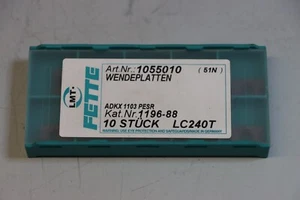 LMT
FETTE
Art.Nr.: 1055010 ( 51N )
WENDEPLATTEN
ADKX 1103 PESR
Kat.Nr.1196-88
10 STÜCK LC240T